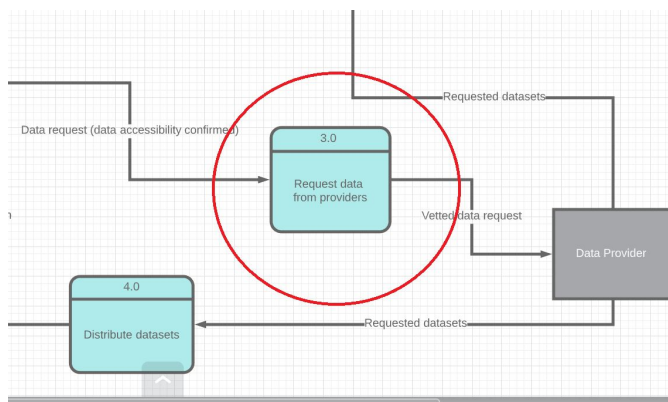 Requested datasets
Data request (data accessibility confirmed)
3.0
Request data
from providers
n
Vetted data request
Data Provider
4.0
Distribute datasets
Requested datasets